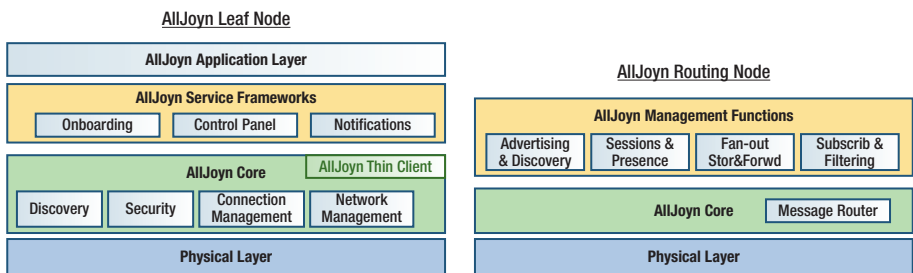 AllJoyn Leaf Node
AllJoyn Application Layer
AllJoyn Service Frameworks
Onboarding
Control Panel
Notifications
AllJoyn Core
AllJoyn Thin Client
Discovery
Security
Connection
Management
Network
Management
Physical Layer
AllJoyn Routing Node
AllJoyn Management Functions
Advertising
& Discovery
Sessions &
Presence
Fan-out
Stor&Forwd
Subscrib &
Filtering
AllJoyn Core
Message Router
Physical Layer